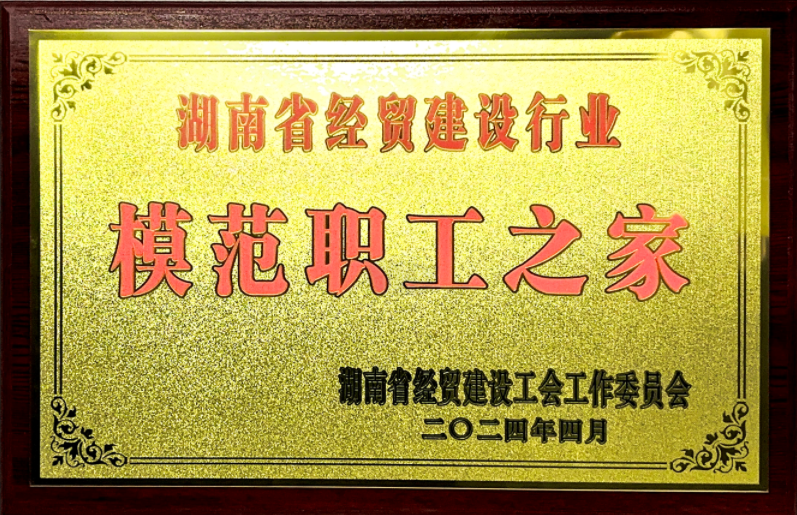 湖南省经贸建设行业
模范职工之家
湖南省经贸建设工会工作委员会
二〇二四年四月